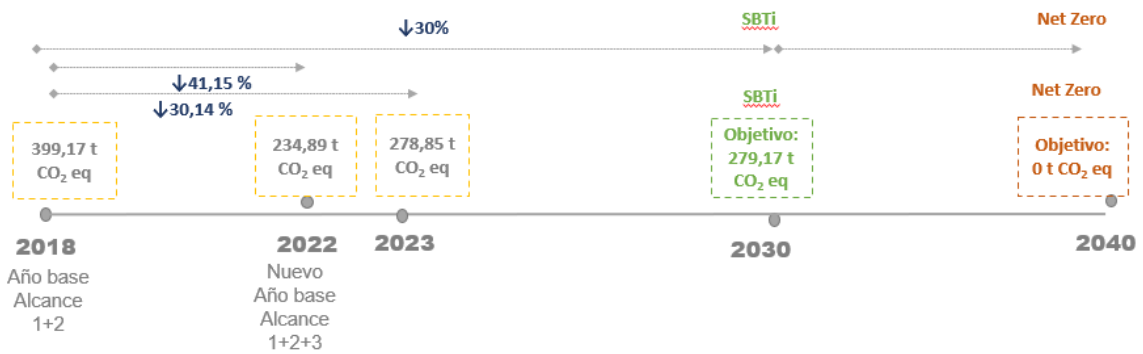 SBTi
Net Zero
↓30%
↓41,15 %
↓30,14 %
SBTi
Net Zero
399,17 t
CO₂ eq
234,89 t
CO₂ eq
278,85 t
CO₂ eq
Objetivo:
279,17 t
CO₂ eq
Objetivo:
0 t CO₂ eq
2018
Año base
Alcance
1+2
2022
Nuevo
Año base
Alcance
1+2+3
2023
2030
2040